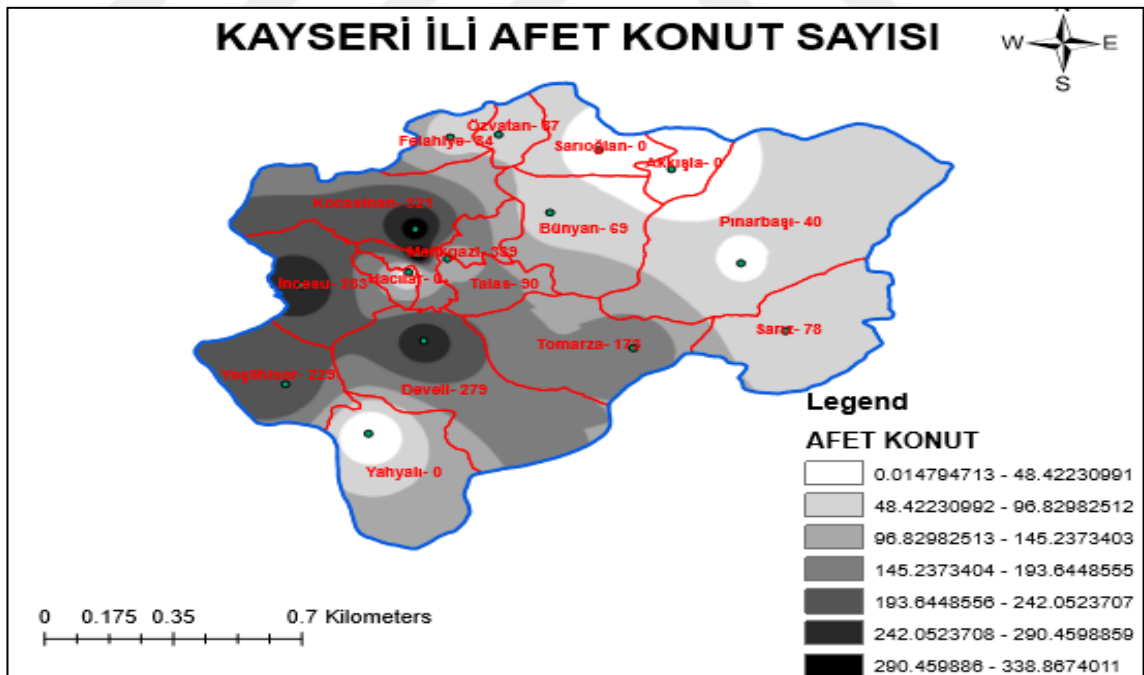 KAYSERİ İLİ AFET KONUT SAYISI
N
W E
S
Özvatan- 67
Felahiye- 64
Sarıoğlan- 0
Akkışla- 0
Kocasinan- 321
Bünyan- 69
Pınarbaşı- 40
Melikgazi- 339
Hacılar- 0
Talas- 90
İncesu- 283
Sarız- 78
Tomarza- 173
Yeşilhisar- 223
Develi- 279
Yahyalı- 0
Legend
AFET KONUT
0.014794713 - 48.42230991
48.42230992 - 96.82982512
96.82982513 - 145.2373403
145.2373404 - 193.6448555
193.6448556 - 242.0523707
242.0523708 - 290.4598859
290.459886 - 338.8674011
0 0.175 0.35 0.7 Kilometers